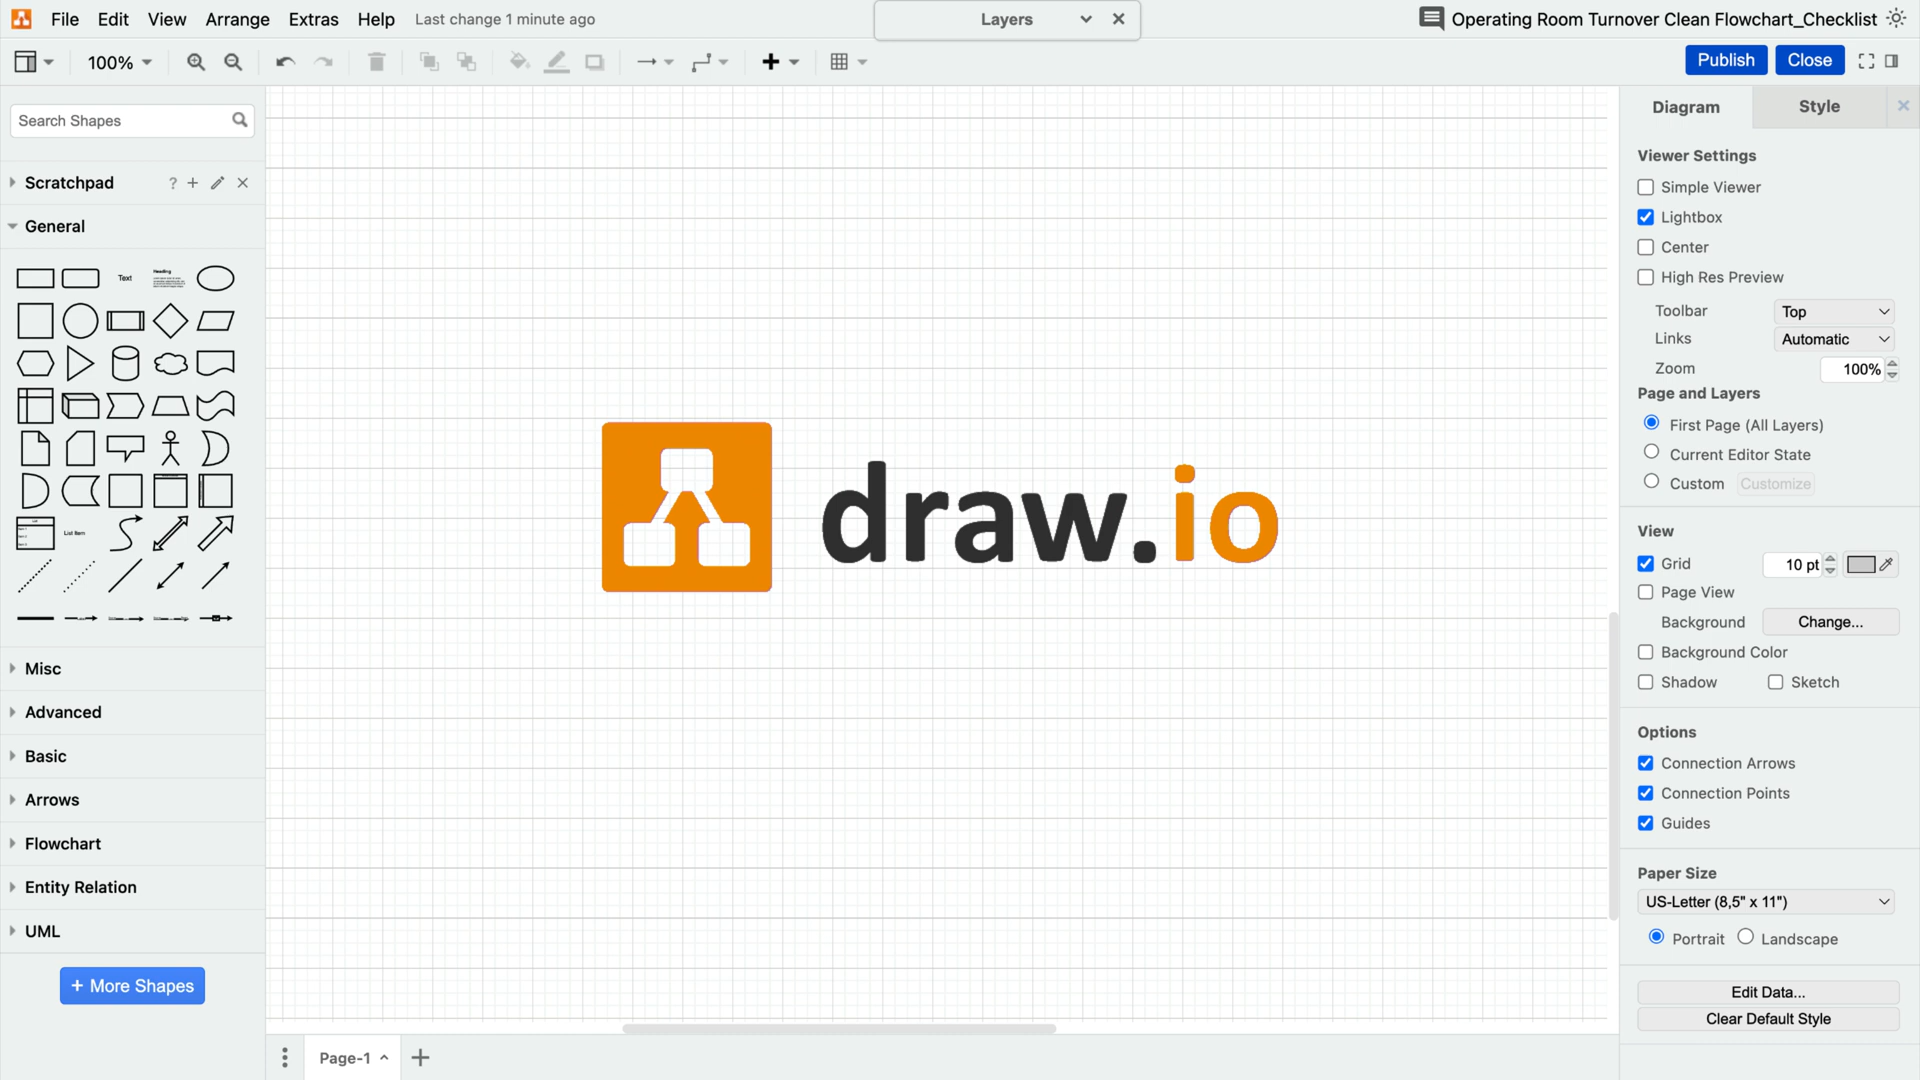 File Edit View Arrange Extras Help Last change 1 minute ago
Layers
Operating Room Turnover Clean Flowchart_Checklist
100%
Publish Close
Search Shapes
Scratchpad ? +
General
Text
Heading
List Item
Misc
Advanced
Basic
Arrows
Flowchart
Entity Relation
UML
+ More Shapes
draw.io
Page-1
Diagram Style
Viewer Settings
Simple Viewer
Lightbox
Center
High Res Preview
Toolbar Top
Links Automatic
Zoom 100%
Page and Layers
First Page (All Layers)
Current Editor State
Custom Customize
View
Grid 10 pt
Page View
Background Change...
Background Color
Shadow Sketch
Options
Connection Arrows
Connection Points
Guides
Paper Size
US-Letter (8,5" x 11")
Portrait Landscape
Edit Data...
Clear Default Style